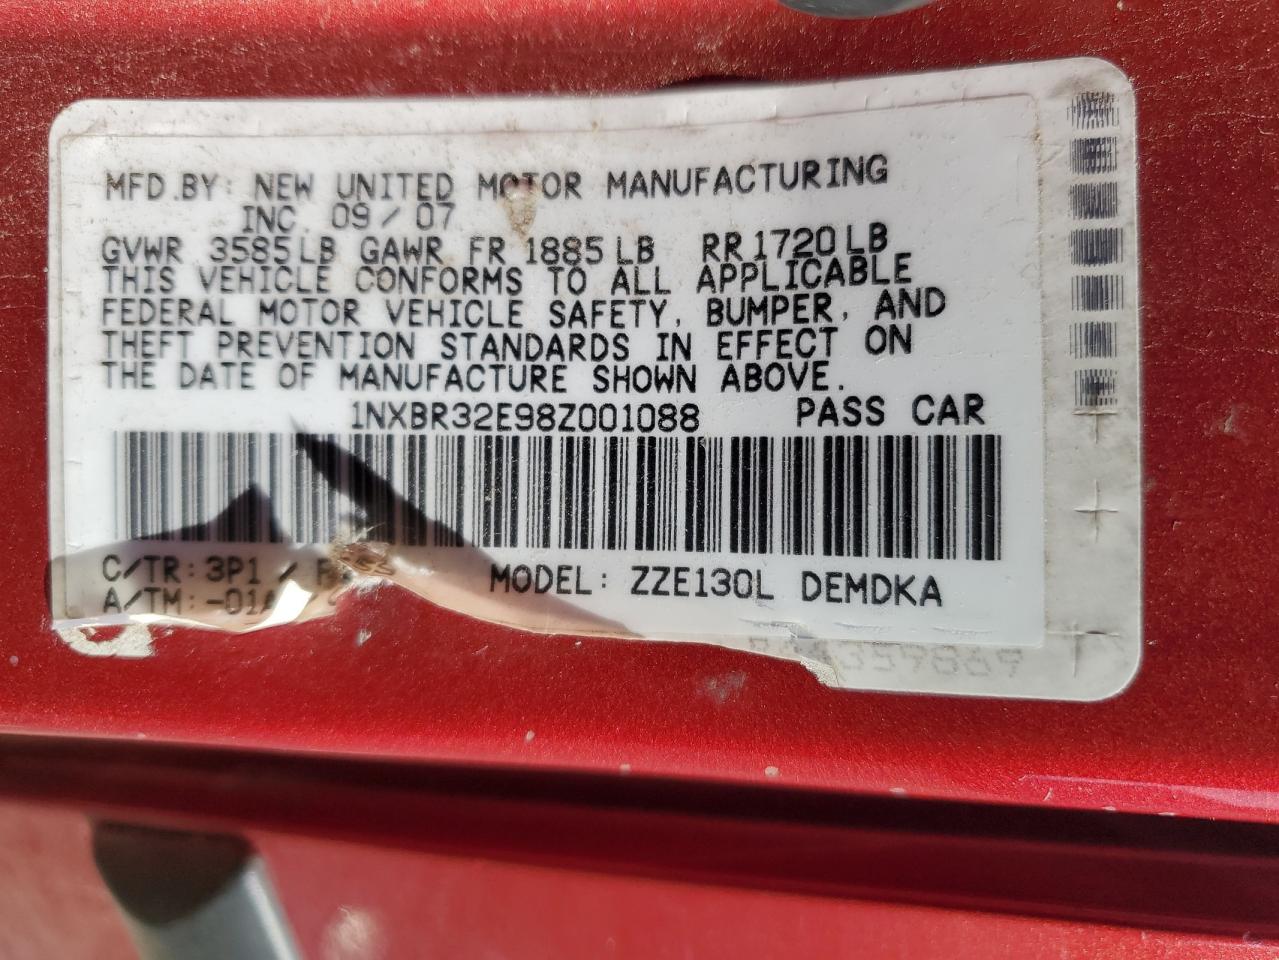 MFD.BY: NEW UNITED MOTOR MANUFACTURING
INC. 09/07
GVWR 3585LB GAWR FR 1885LB RR 1720LB
THIS VEHICLE CONFORMS TO ALL APPLICABLE
FEDERAL MOTOR VEHICLE SAFETY, BUMPER, AND
THEFT PREVENTION STANDARDS IN EFFECT ON
THE DATE OF MANUFACTURE SHOWN ABOVE.
1NXBR32E98Z001088 PASS CAR
C/TR: 3P1 /
MODEL: ZZE130L DEMDKA
A/TM: